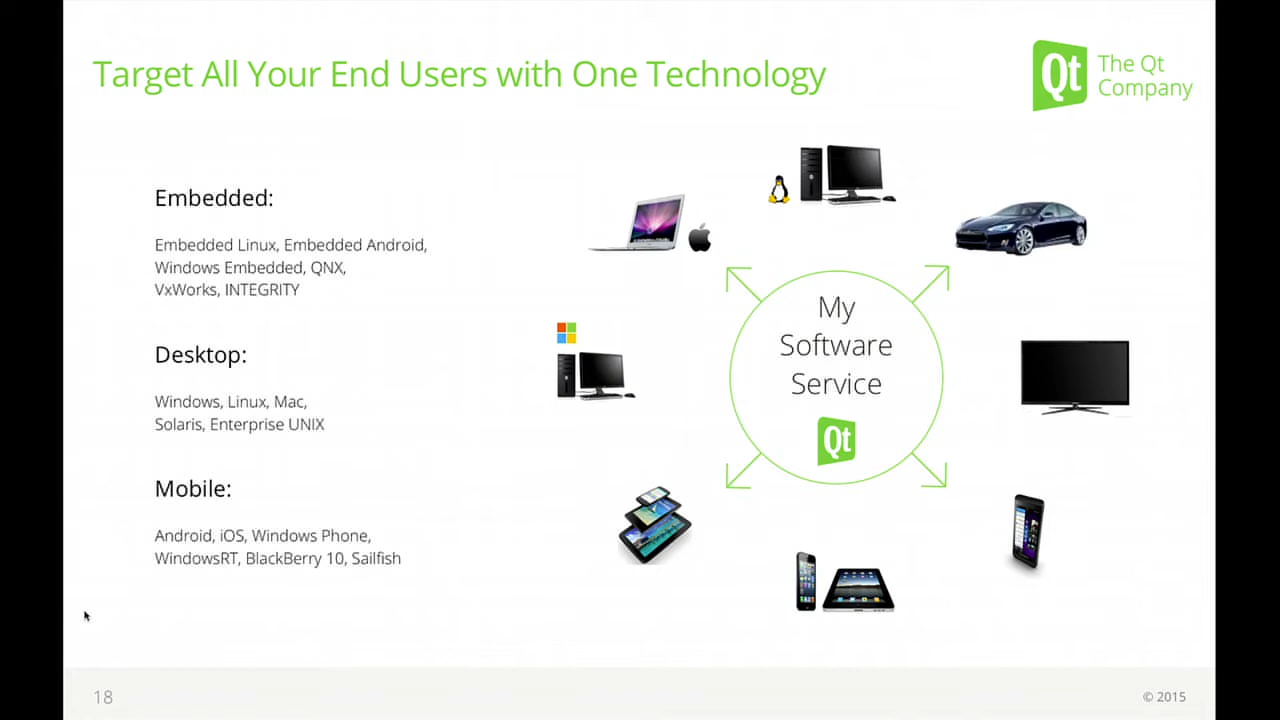 Target All Your End Users with One Technology
Qt The Qt
Company
Embedded:
Embedded Linux, Embedded Android,
Windows Embedded, QNX,
VxWorks, INTEGRITY
Desktop:
Windows, Linux, Mac,
Solaris, Enterprise UNIX
Mobile:
Android, iOS, Windows Phone,
WindowsRT, BlackBerry 10, Sailfish
My
Software
Service
Qt
18
© 2015